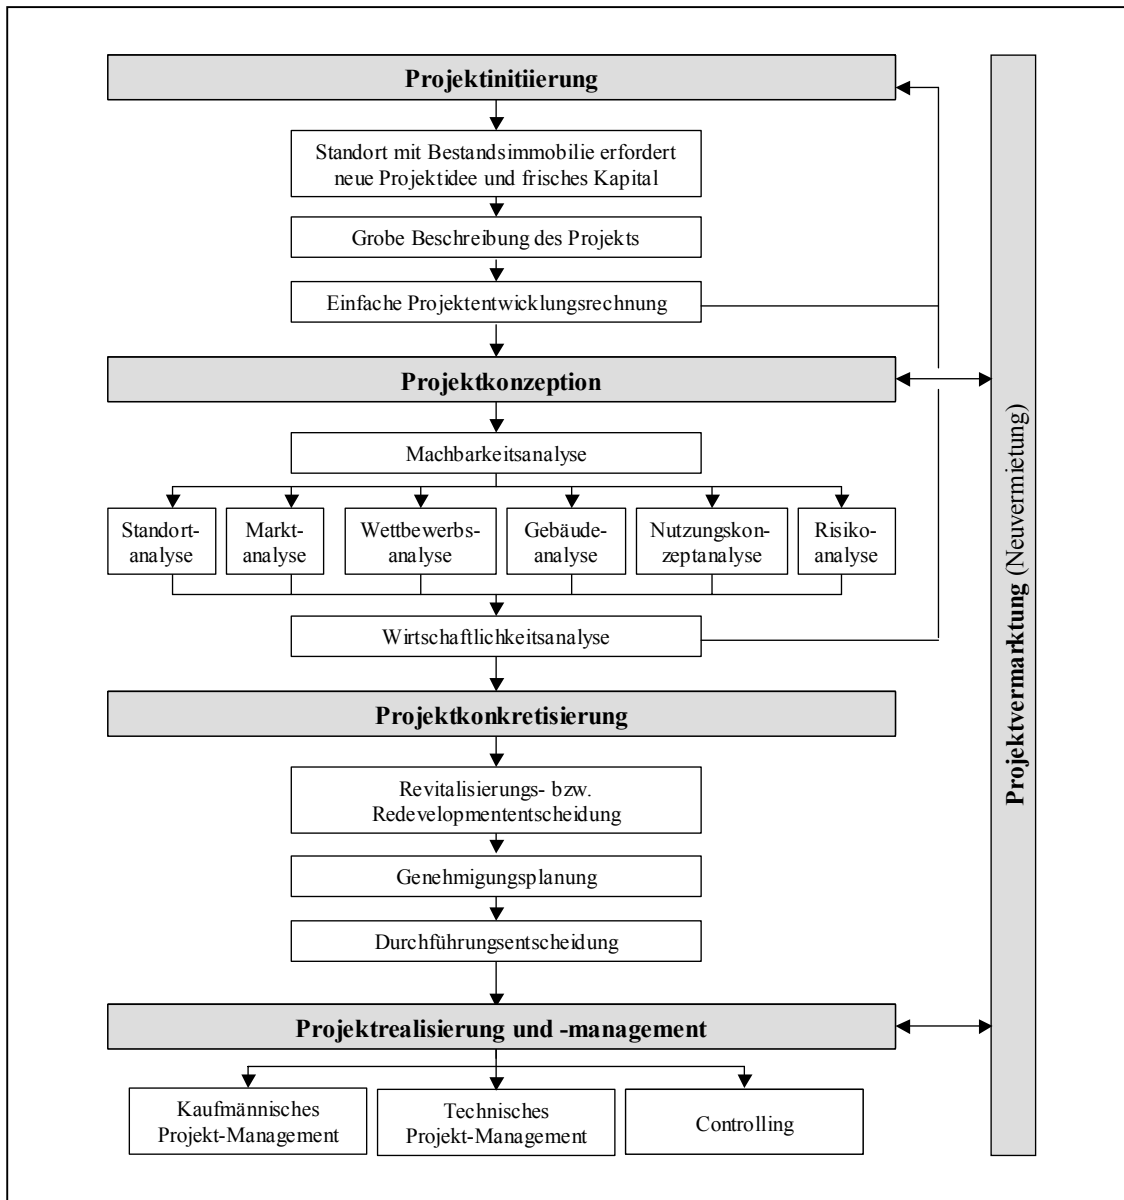 Projektinitiierung
Standort mit Bestandsimmobilie erfordert
neue Projektidee und frisches Kapital
Grobe Beschreibung des Projekts
Einfache Projektentwicklungsrechnung
Projektkonzeption
Machbarkeitsanalyse
Standort-
analyse
Markt-
analyse
Wettbewerbs-
analyse
Gebäude-
analyse
Nutzungskon-
zeptanalyse
Risiko-
analyse
Wirtschaftlichkeitsanalyse
Projektkonkretisierung
Revitalisierungs- bzw.
Redevelopmententscheidung
Genehmigungsplanung
Durchführungsentscheidung
Projektrealisierung und -management
Kaufmännisches
Projekt-Management
Technisches
Projekt-Management
Controlling
Projektvermarktung (Neuvermietung)